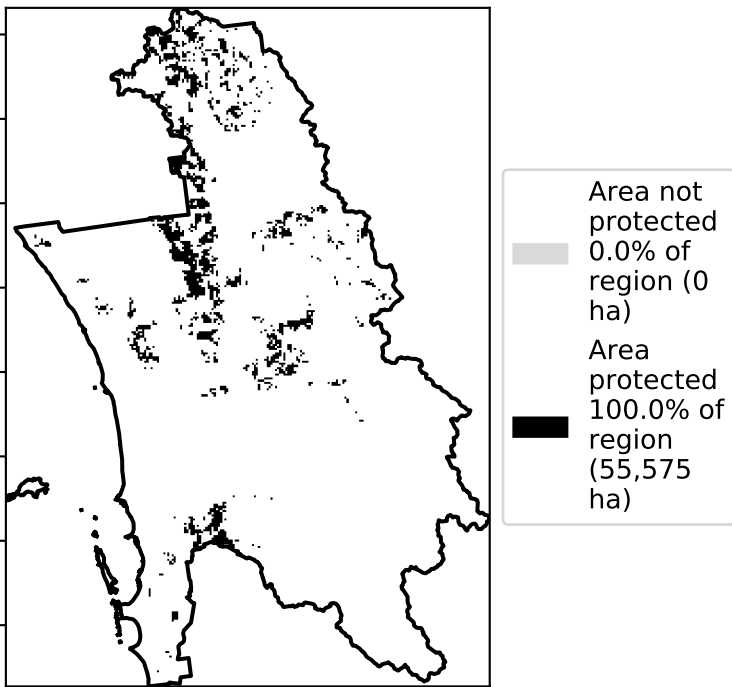 Area not
protected
0.0% of
region (0
ha)
Area
protected
100.0% of
region
(55,575
ha)